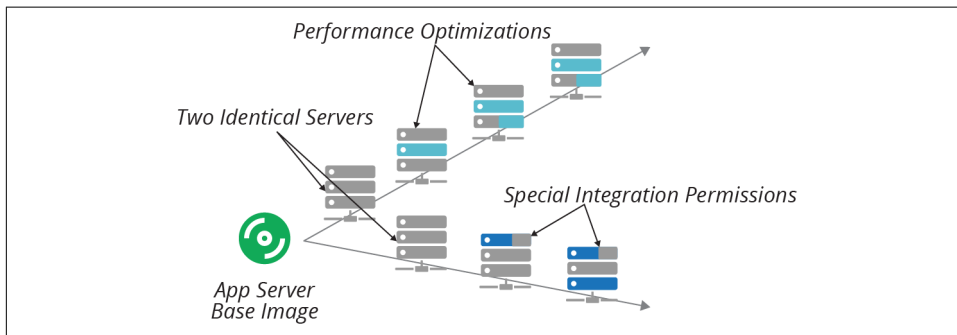 Performance Optimizations
Two Identical Servers
Special Integration Permissions
App Server
Base Image